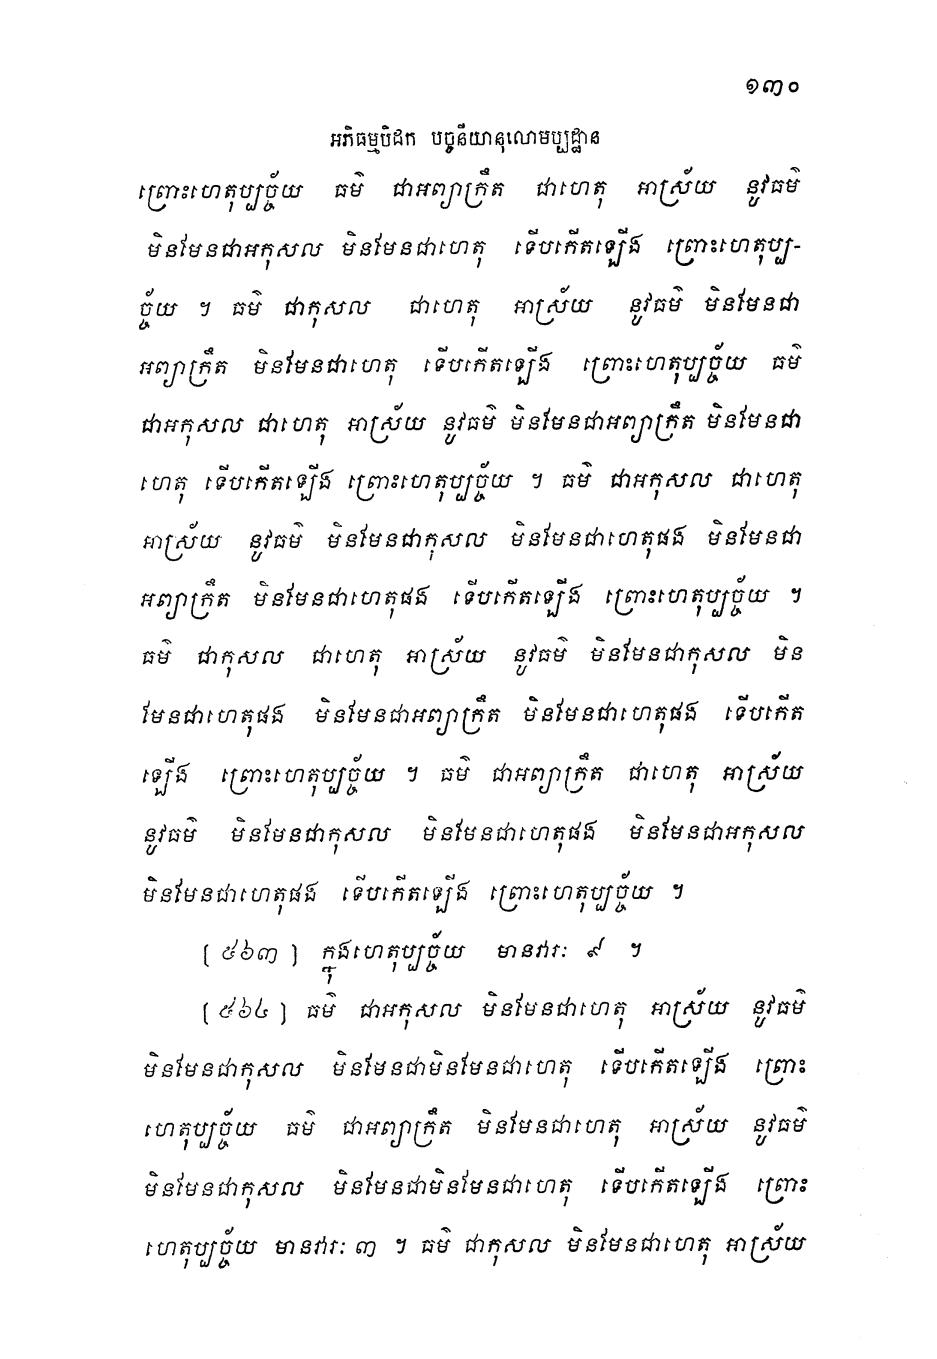 ១៣០
អភិធម្មបិដក បច្ចនីយានុលោមប្បដ្ឋាន
ព្រោះហេតុប្បច្ច័យ ធម៌ ជាអព្យាក្រឹត ជាហេតុ អាស្រ័យ នូវធម៌
មិនមែនជាអកុសល មិនមែនជាហេតុ ទើបកើតឡើង ព្រោះហេតុប្ប-
ច្ច័យ ។ ធម៌ ជាកុសល ជាហេតុ អាស្រ័យ នូវធម៌ មិនមែនជា
អព្យាក្រឹត មិនមែនជាហេតុ ទើបកើតឡើង ព្រោះហេតុប្បច្ច័យ ធម៌
ជាអកុសល ជាហេតុ អាស្រ័យ នូវធម៌ មិនមែនជាអព្យាក្រឹត មិនមែនជា
ហេតុ ទើបកើតឡើង ព្រោះហេតុប្បច្ច័យ ។ ធម៌ ជាអកុសល ជាហេតុ
អាស្រ័យ នូវធម៌ មិនមែនជាកុសល មិនមែនជាហេតុផង មិនមែនជា
អព្យាក្រឹត មិនមែនជាហេតុផង ទើបកើតឡើង ព្រោះហេតុប្បច្ច័យ ។
ធម៌ ជាកុសល ជាហេតុ អាស្រ័យ នូវធម៌ មិនមែនជាកុសល មិន
មែនជាហេតុផង មិនមែនជាអព្យាក្រឹត មិនមែនជាហេតុផង ទើបកើត
ឡើង ព្រោះហេតុប្បច្ច័យ ។ ធម៌ ជាអព្យាក្រឹត ជាហេតុ អាស្រ័យ
នូវធម៌ មិនមែនជាកុសល មិនមែនជាហេតុផង មិនមែនជាអកុសល
មិនមែនជាហេតុផង ទើបកើតឡើង ព្រោះហេតុប្បច្ច័យ ។
[ ៥៦៣ ] ក្នុងហេតុប្បច្ច័យ មានវារៈ ៩ ។
[ ៥៦៤ ] ធម៌ ជាអកុសល មិនមែនជាហេតុ អាស្រ័យ នូវធម៌
មិនមែនជាកុសល មិនមែនជាមិនមែនជាហេតុ ទើបកើតឡើង ព្រោះ
ហេតុប្បច្ច័យ ធម៌ ជាអព្យាក្រឹត មិនមែនជាហេតុ អាស្រ័យ នូវធម៌
មិនមែនជាកុសល មិនមែនជាមិនមែនជាហេតុ ទើបកើតឡើង ព្រោះ
ហេតុប្បច្ច័យ មានវារៈ ៣ ។ ធម៌ ជាកុសល មិនមែនជាហេតុ អាស្រ័យ